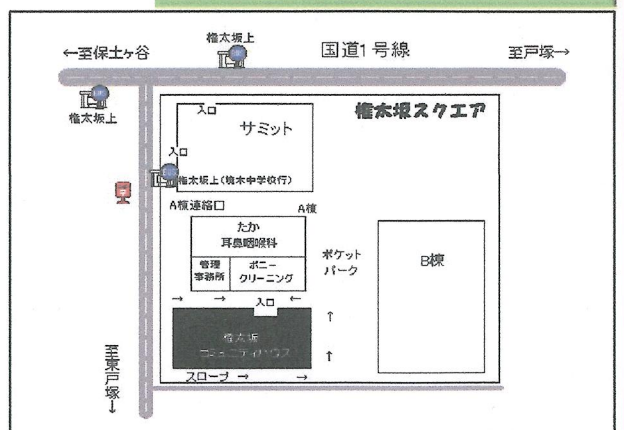 ←至保土ヶ谷
権太坂上
国道1号線
至戸塚→
権太坂上
入口
サミット
権太坂スクエア
入口
権太坂上(境木中学校行)
A棟連絡口
A棟
たか
耳鼻咽喉科
管理
事務所
ポニー
クリーニング
ポケット
パーク
B棟
→ → 入口 ←
↑
権太坂
コミュニティハウス
↑
スロープ → →
至東戸塚→